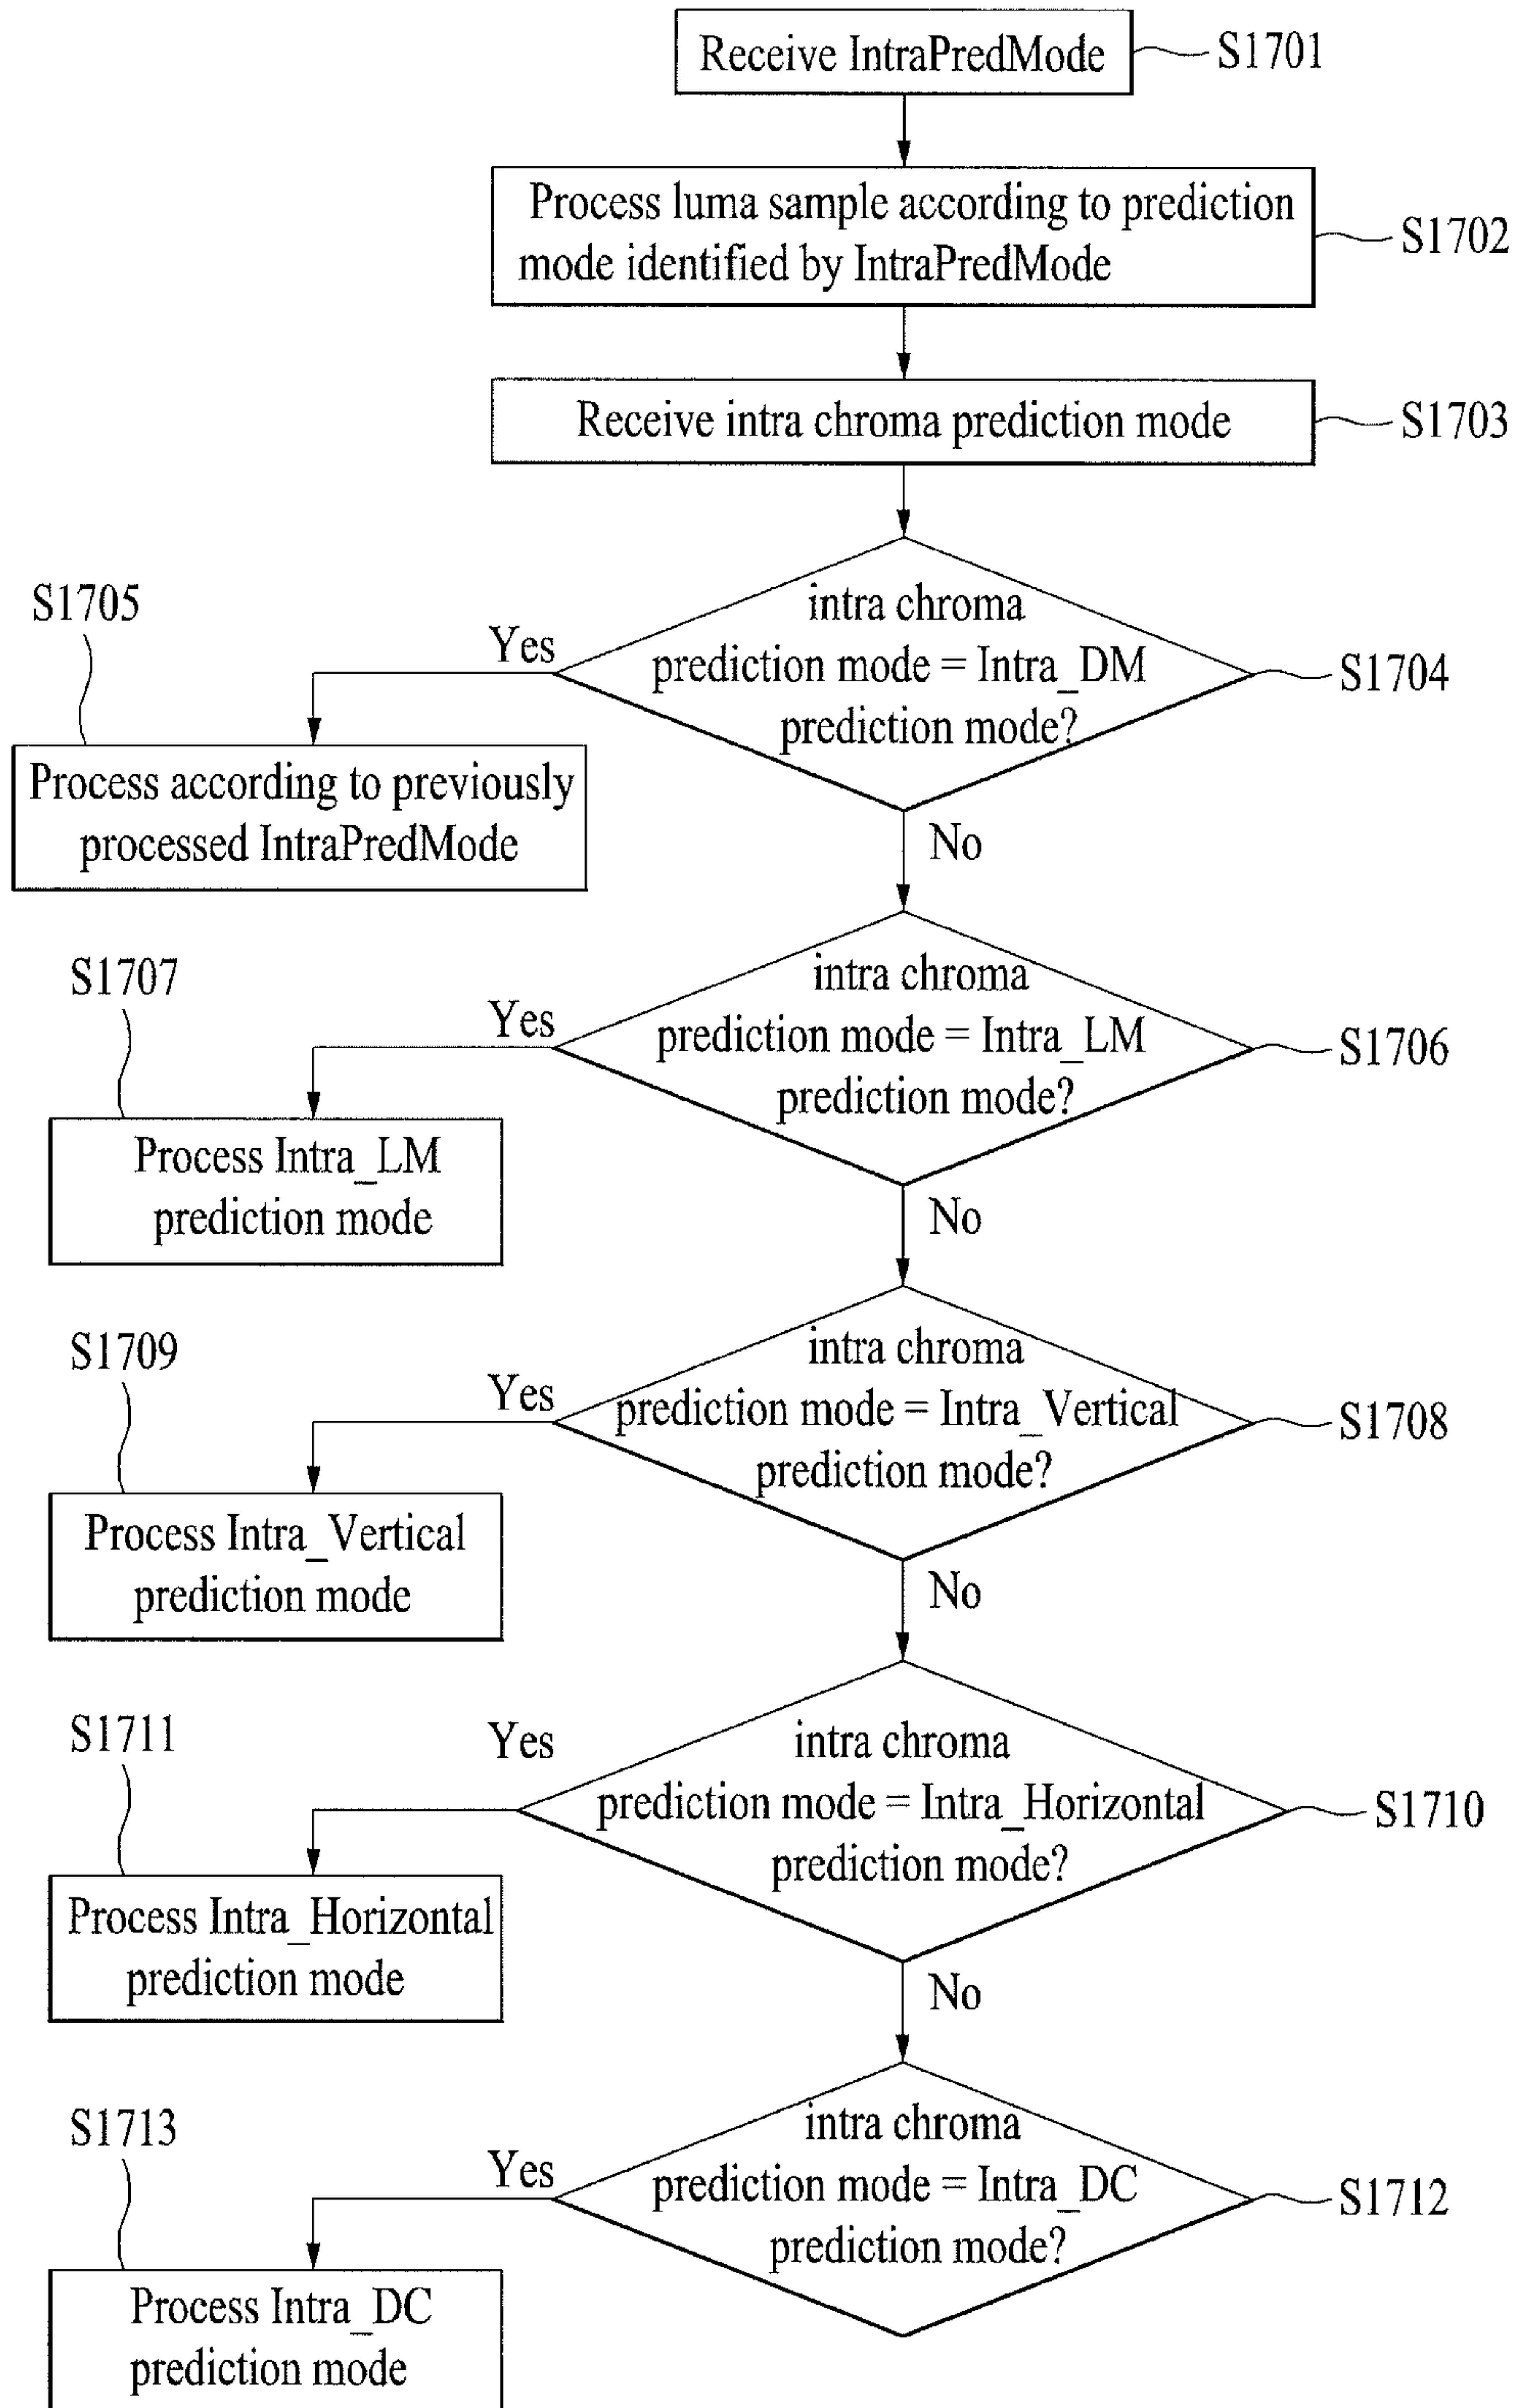 Receive IntraPredMode
S1701
Process luma sample according to prediction
mode identified by IntraPredMode
S1702
Receive intra chroma prediction mode
S1703
intra chroma
prediction mode = Intra_DM
prediction mode?
S1704
Yes
S1705
Process according to previously
processed IntraPredMode
No
intra chroma
prediction mode = Intra_LM
prediction mode?
S1706
Yes
S1707
Process Intra_LM
prediction mode
No
intra chroma
prediction mode = Intra_Vertical
prediction mode?
S1708
Yes
S1709
Process Intra_Vertical
prediction mode
No
intra chroma
prediction mode = Intra_Horizontal
prediction mode?
S1710
Yes
S1711
Process Intra_Horizontal
prediction mode
No
intra chroma
prediction mode = Intra_DC
prediction mode?
S1712
Yes
S1713
Process Intra_DC
prediction mode